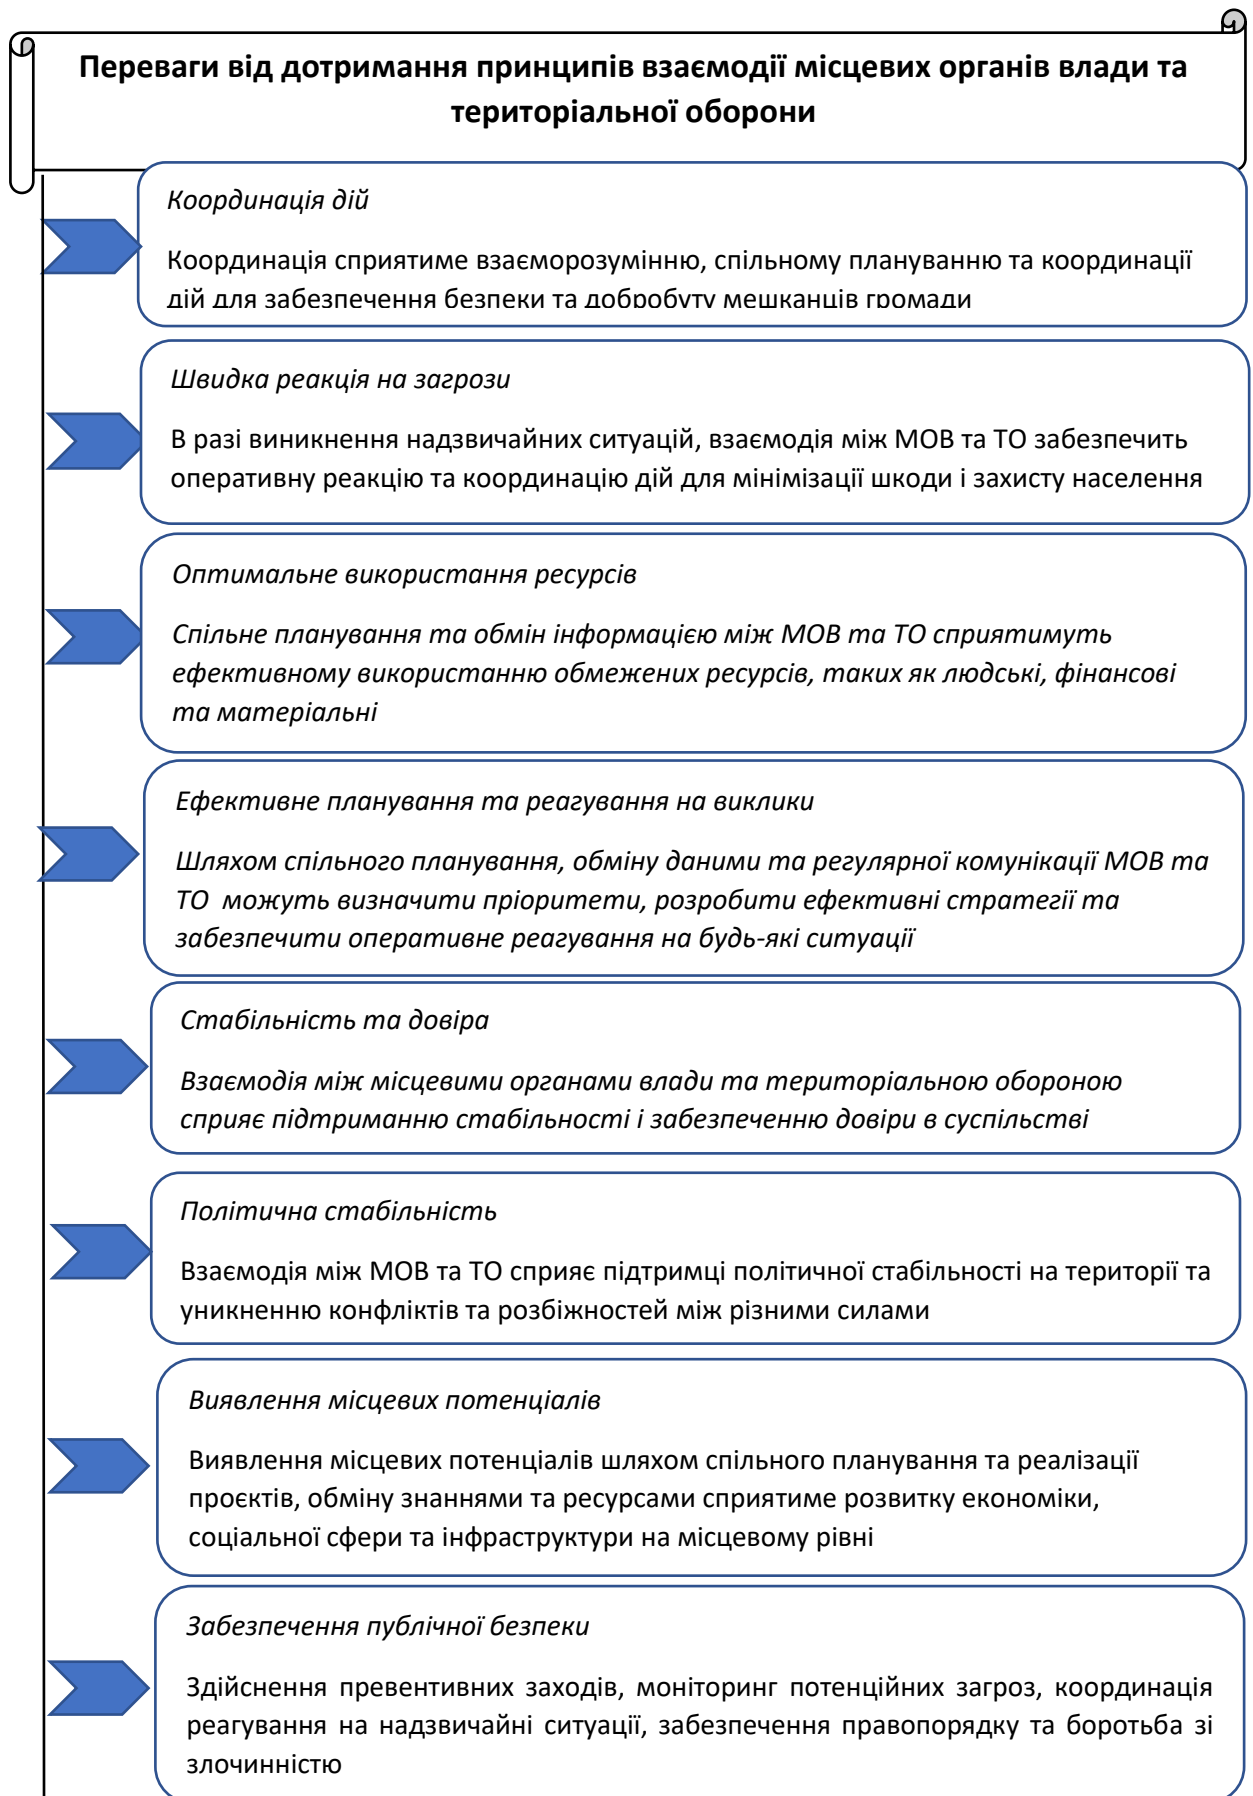 Переваги від дотримання принципів взаємодії місцевих органів влади та
територіальної оборони
Координація дій
Координація сприятиме взаєморозумінню, спільному плануванню та координації
дій для забезпечення безпеки та добробуту мешканців громади
Швидка реакція на загрози
В разі виникнення надзвичайних ситуацій, взаємодія між МОВ та ТО забезпечить
оперативну реакцію та координацію дій для мінімізації шкоди і захисту населення
Оптимальне використання ресурсів
Спільне планування та обмін інформацією між МОВ та ТО сприятимуть
ефективному використанню обмежених ресурсів, таких як людські, фінансові
та матеріальні
Ефективне планування та реагування на виклики
Шляхом спільного планування, обміну даними та регулярної комунікації МОВ та
ТО можуть визначити пріоритети, розробити ефективні стратегії та
забезпечити оперативне реагування на будь-які ситуації
Стабільність та довіра
Взаємодія між місцевими органами влади та територіальною обороною
сприяє підтриманню стабільності і забезпеченню довіри в суспільстві
Політична стабільність
Взаємодія між МОВ та ТО сприяє підтримці політичної стабільності на території та
уникненню конфліктів та розбіжностей між різними силами
Виявлення місцевих потенціалів
Виявлення місцевих потенціалів шляхом спільного планування та реалізації
проєктів, обміну знаннями та ресурсами сприятиме розвитку економіки,
соціальної сфери та інфраструктури на місцевому рівні
Забезпечення публічної безпеки
Здійснення превентивних заходів, моніторинг потенційних загроз, координація
реагування на надзвичайні ситуації, забезпечення правопорядку та боротьба зі
злочинністю